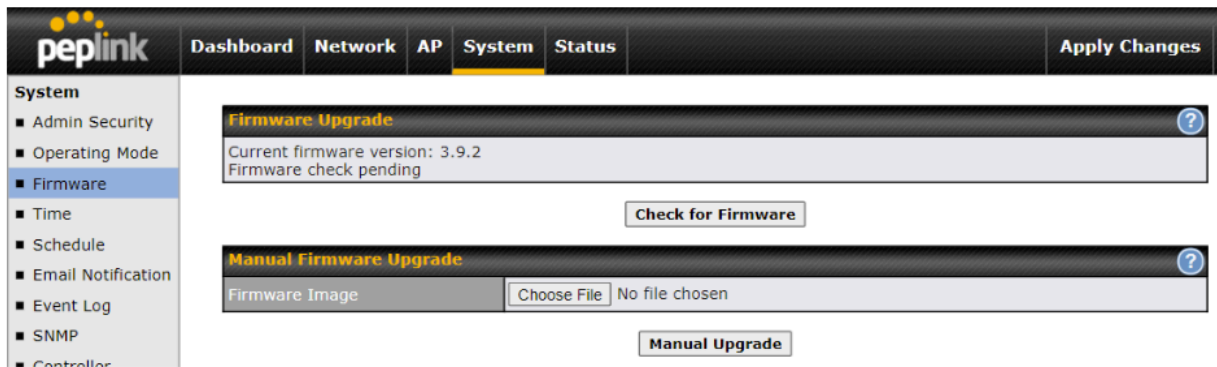 peplink
Dashboard Network AP System Status Apply Changes
System
Admin Security
Operating Mode
Firmware
Time
Schedule
Email Notification
Event Log
SNMP
Controller
Firmware Upgrade ?
Current firmware version: 3.9.2
Firmware check pending
Check for Firmware
Manual Firmware Upgrade ?
Firmware Image Choose File No file chosen
Manual Upgrade